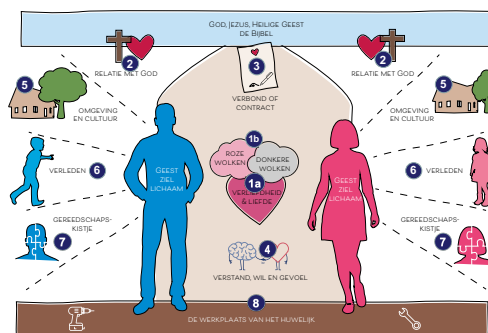 God, Jezus, Heilige Geest
de Bijbel
2
Relatie met God
3
Verbond of
contract
2
Relatie met God
5
Omgeving
en cultuur
5
Omgeving
en cultuur
1b
Roze
wolken
Donkere
wolken
1a
Verliefdheid
& liefde
6
Verleden
Geest
ziel
lichaam
Geest
ziel
lichaam
6
Verleden
Gereedschaps-
kistje
7
Gereedschaps-
kistje
7
4
Verstand, wil en gevoel
8
De werkplaats van het huwelijk